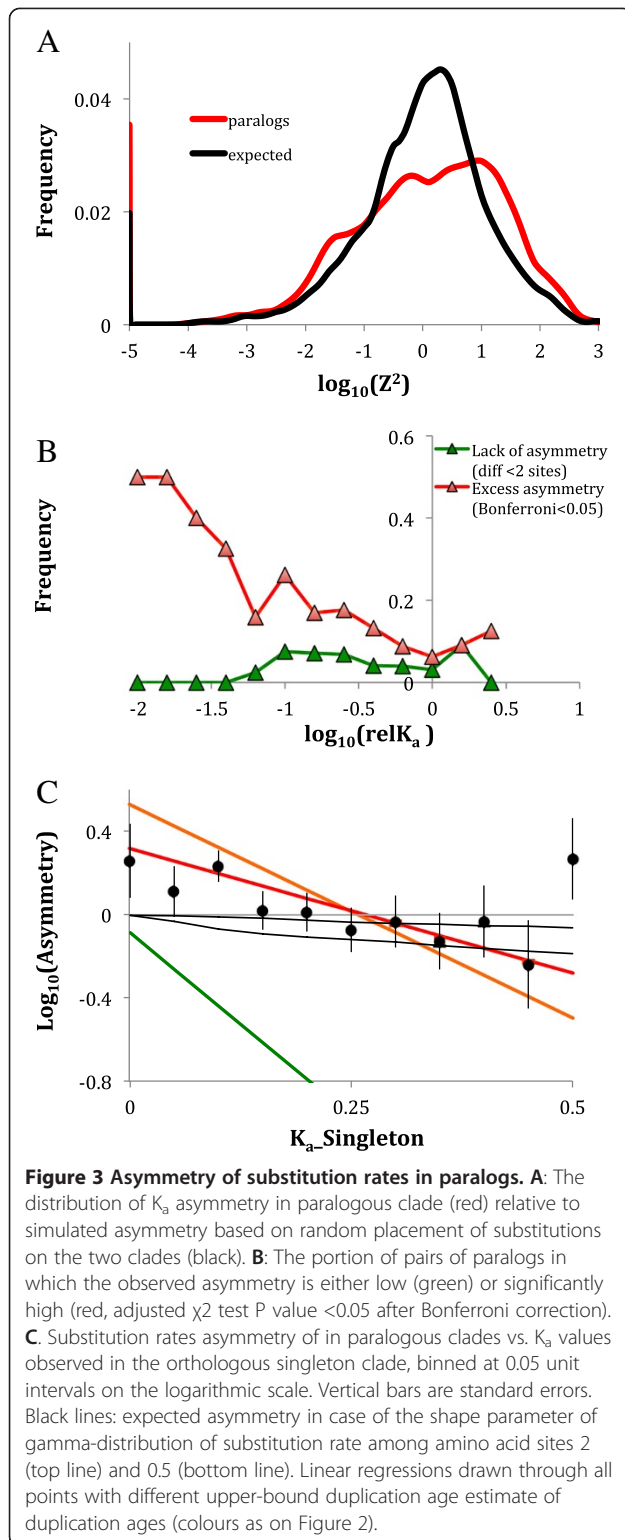 A
Frequency
0.04
0.02
0
paralogs
expected
-5 -4 -3 -2 -1 0 1 2 3
log₁₀(Z²)
B
Frequency
0.6
0.4
0.2
0
Lack of asymmetry
(diff <2 sites)
Excess asymmetry
(Bonferroni<0.05)
-2 -1.5 -1 -0.5 0 0.5 1
log₁₀(relKₐ )
C
Log₁₀(Asymmetry)
0.4
0
-0.4
-0.8
0 0.25 0.5
Kₐ_Singleton
Figure 3 Asymmetry of substitution rates in paralogs. A: The
distribution of Kₐ asymmetry in paralogous clade (red) relative to
simulated asymmetry based on random placement of substitutions
on the two clades (black). B: The portion of pairs of paralogs in
which the observed asymmetry is either low (green) or significantly
high (red, adjusted χ2 test P value <0.05 after Bonferroni correction).
C. Substitution rates asymmetry of in paralogous clades vs. Kₐ values
observed in the orthologous singleton clade, binned at 0.05 unit
intervals on the logarithmic scale. Vertical bars are standard errors.
Black lines: expected asymmetry in case of the shape parameter of
gamma-distribution of substitution rate among amino acid sites 2
(top line) and 0.5 (bottom line). Linear regressions drawn through all
points with different upper-bound duplication age estimate of
duplication ages (colours as on Figure 2).